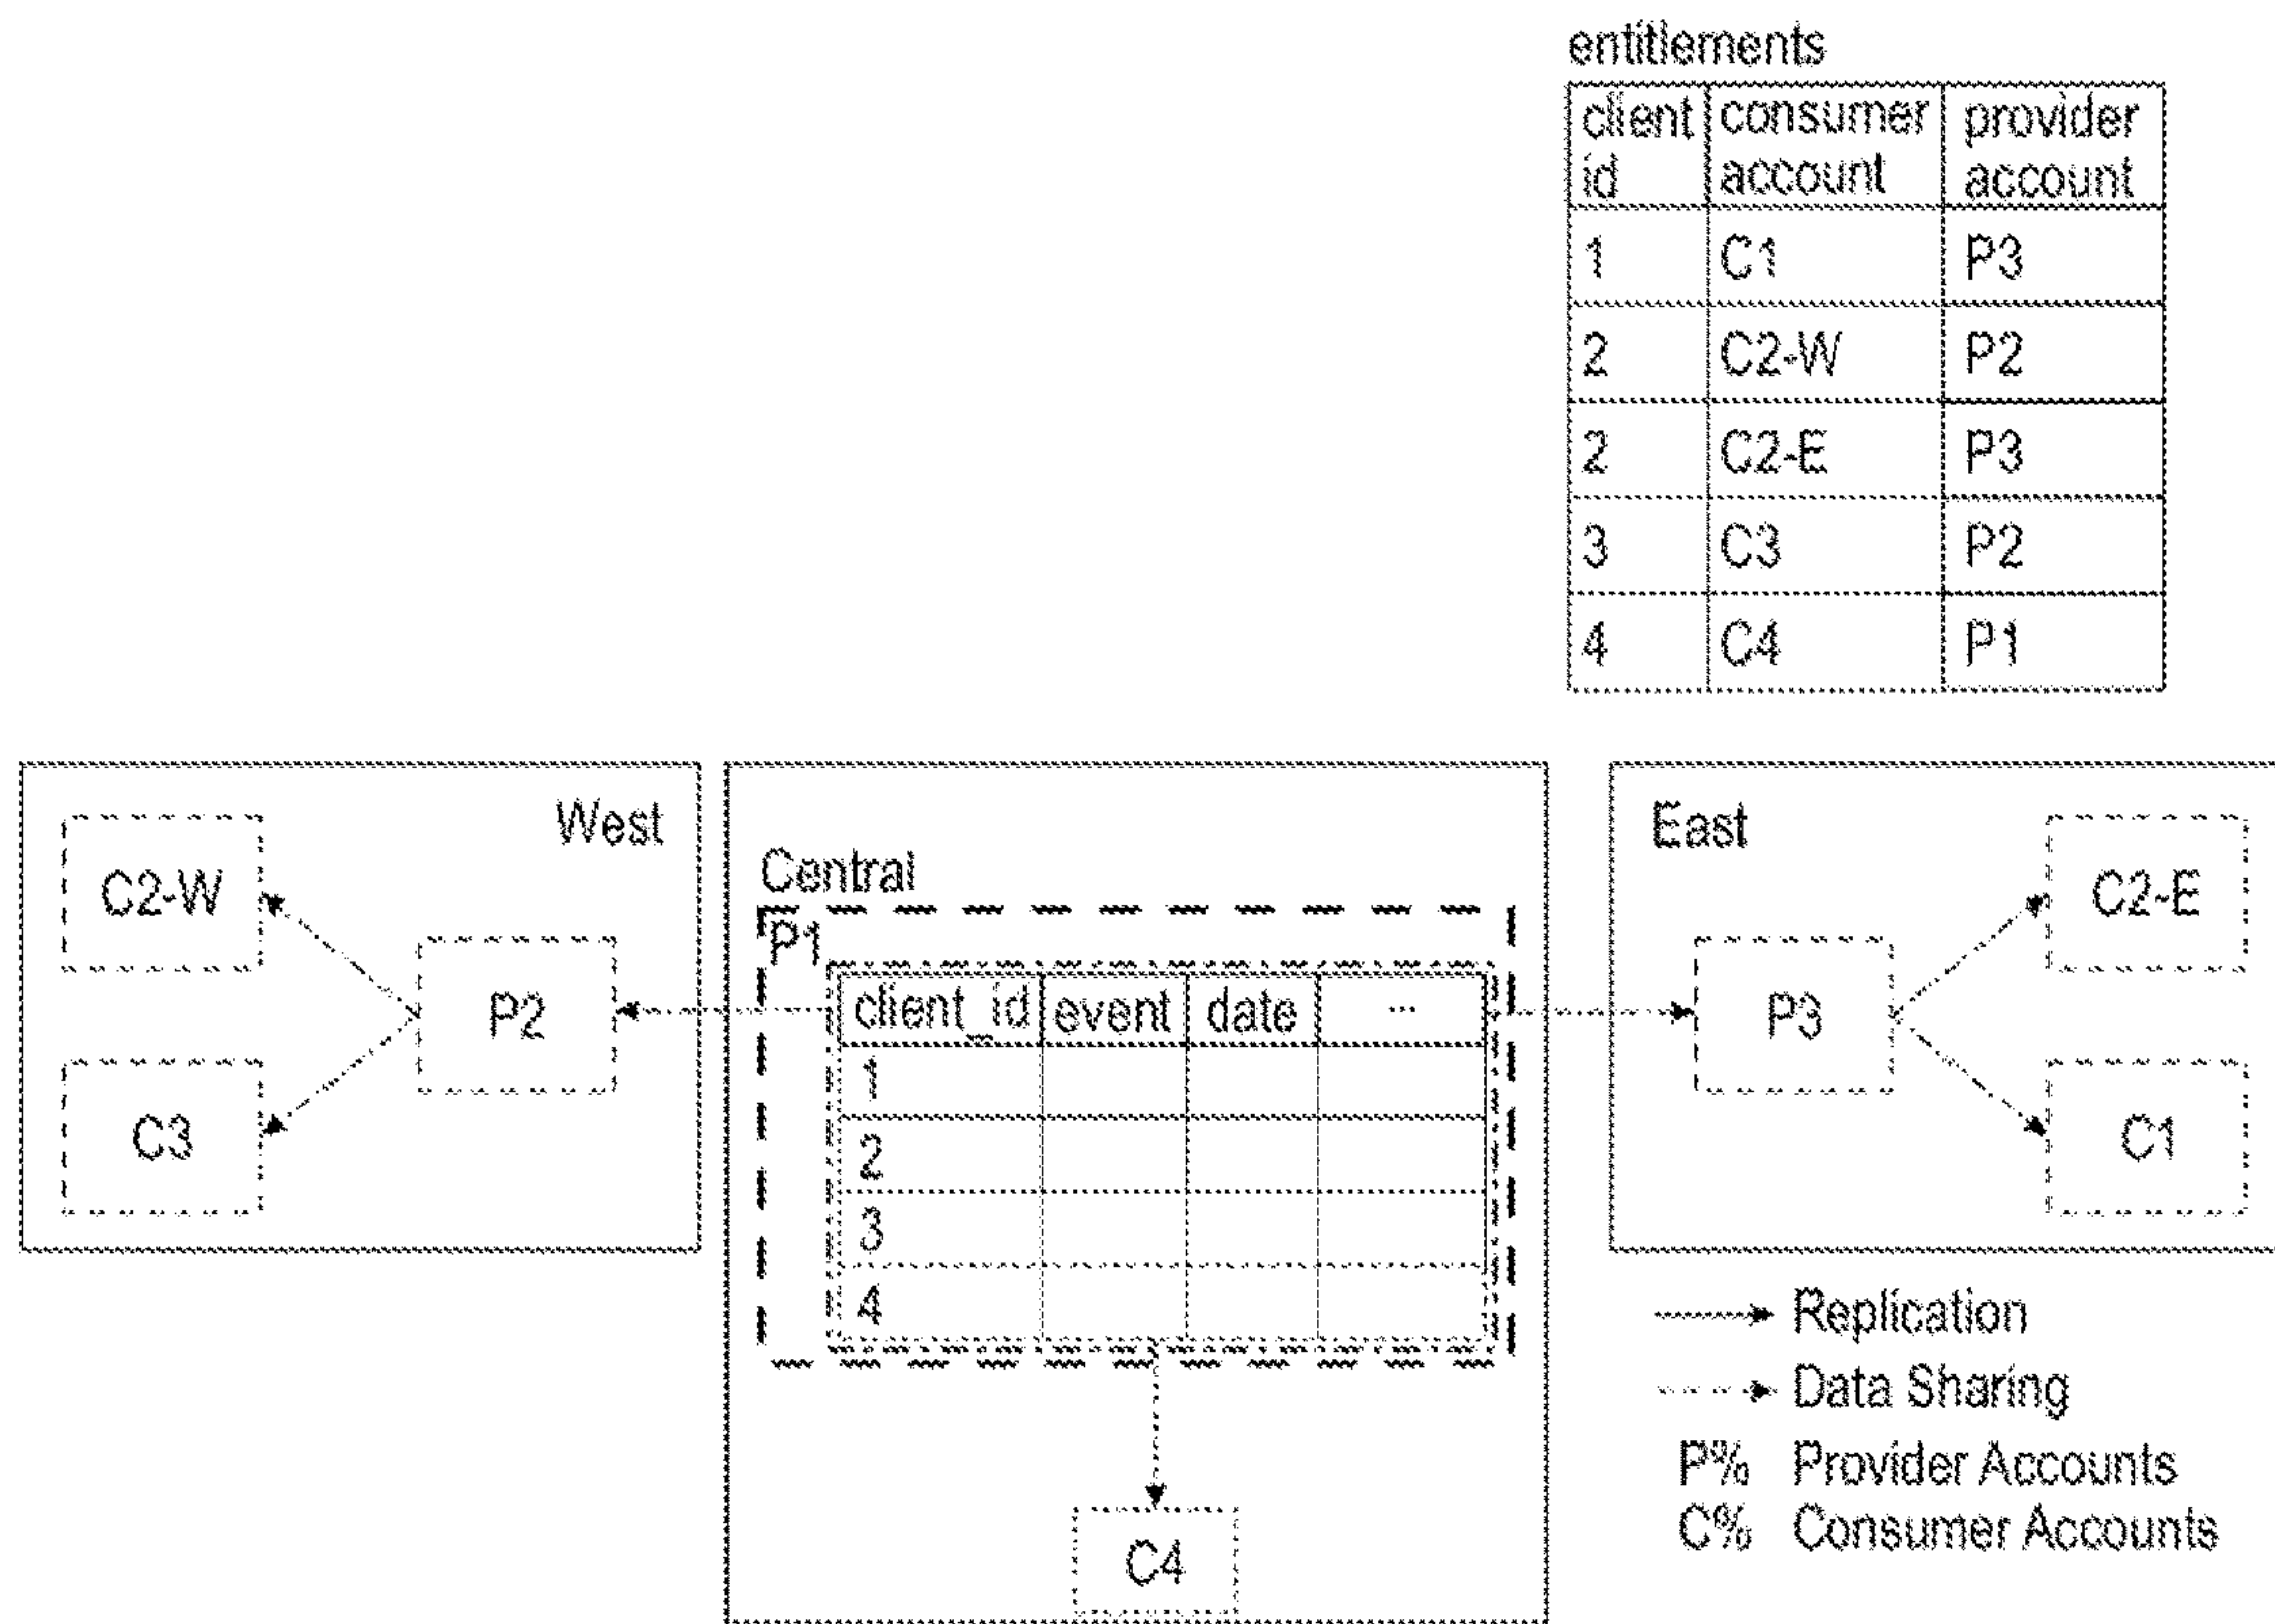 entitlements
client id consumer account provider account
1 C1 P3
2 C2-W P2
2 C2-E P3
3 C3 P2
4 C4 P1
West
C2-W
P2
C3
Central
P1
client_id event date ...
1
2
3
4
C4
East
C2-E
P3
C1
Replication
Data Sharing
P% Provider Accounts
C% Consumer Accounts